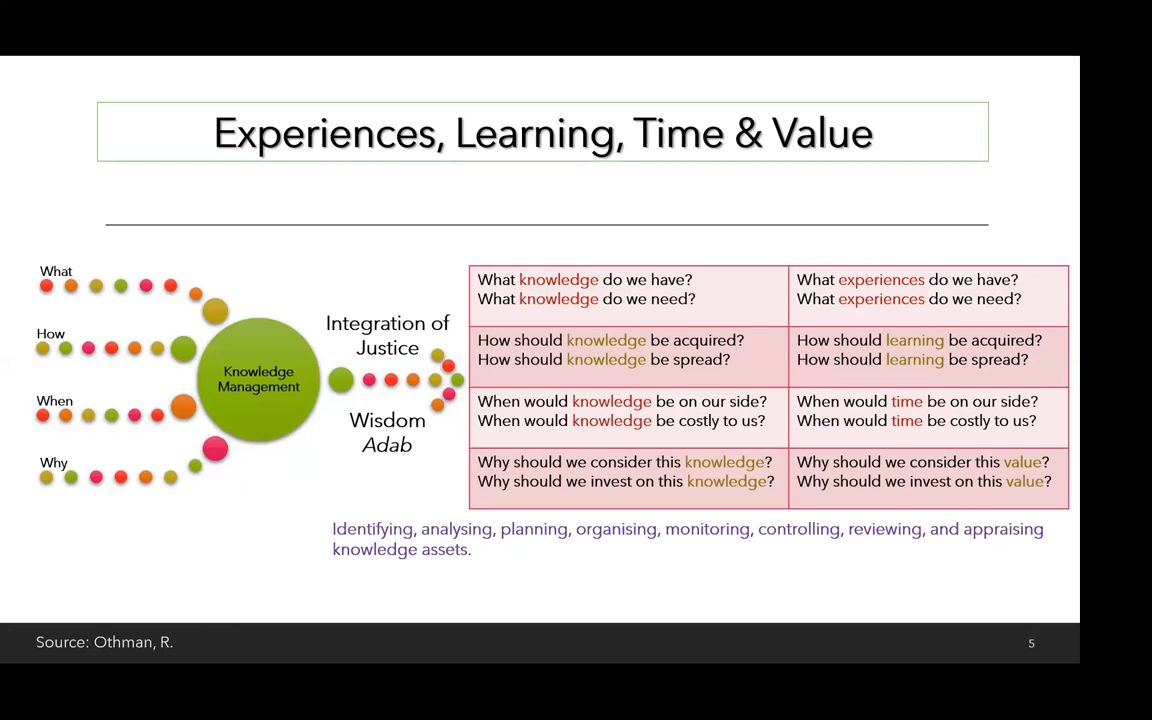 Experiences, Learning, Time & Value
What
How
When
Why
Knowledge
Management
Integration of
Justice
Wisdom
Adab
What knowledge do we have?
What knowledge do we need?
What experiences do we have?
What experiences do we need?
How should knowledge be acquired?
How should knowledge be spread?
How should learning be acquired?
How should learning be spread?
When would knowledge be on our side?
When would knowledge be costly to us?
When would time be on our side?
When would time be costly to us?
Why should we consider this knowledge?
Why should we invest on this knowledge?
Why should we consider this value?
Why should we invest on this value?
Identifying, analysing, planning, organising, monitoring, controlling, reviewing, and appraising
knowledge assets.
Source: Othman, R.
5